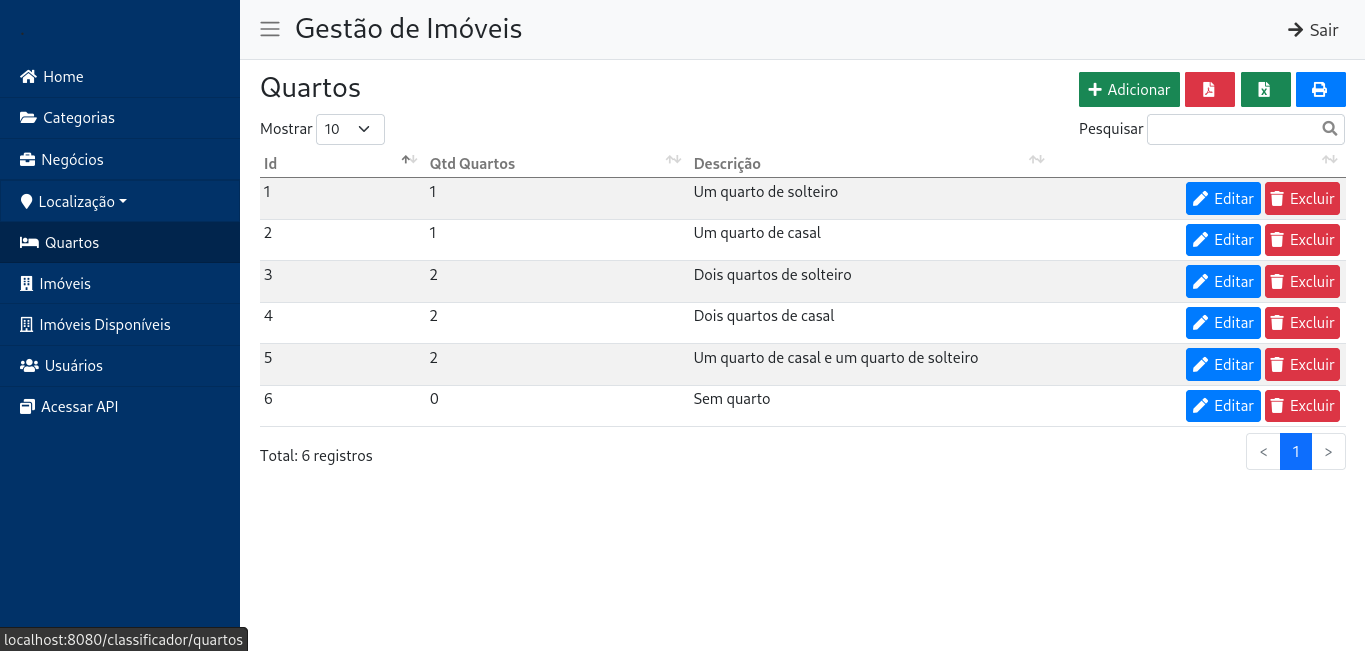 Gestão de Imóveis
Sair
Home
Categorias
Negócios
Localização
Quartos
Imóveis
Imóveis Disponíveis
Usuários
Acessar API
Quartos
Adicionar
Mostrar 10
Pesquisar
Id Qtd Quartos Descrição
1 1 Um quarto de solteiro Editar Excluir
2 1 Um quarto de casal Editar Excluir
3 2 Dois quartos de solteiro Editar Excluir
4 2 Dois quartos de casal Editar Excluir
5 2 Um quarto de casal e um quarto de solteiro Editar Excluir
6 0 Sem quarto Editar Excluir
Total: 6 registros
< 1 >
localhost:8080/classificador/quartos